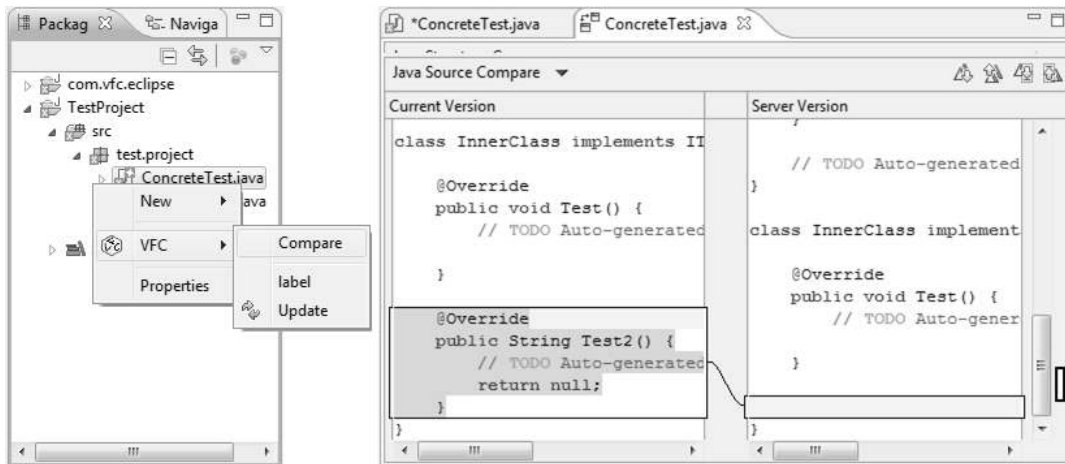 Packag
Naviga
com.vfc.eclipse
TestProject
src
test.project
ConcreteTest.java
New
ava
VFC
Properties
Compare
label
Update
*ConcreteTest.java
ConcreteTest.java
Java Source Compare
Current Version
class InnerClass implements IT
@Override
public void Test() {
// TODO Auto-generated
}
@Override
public String Test2() {
// TODO Auto-generated
return null;
}
}
Server Version
}
// TODO Auto-generated
}
class InnerClass implement
@Override
public void Test() {
// TODO Auto-gener
}
}